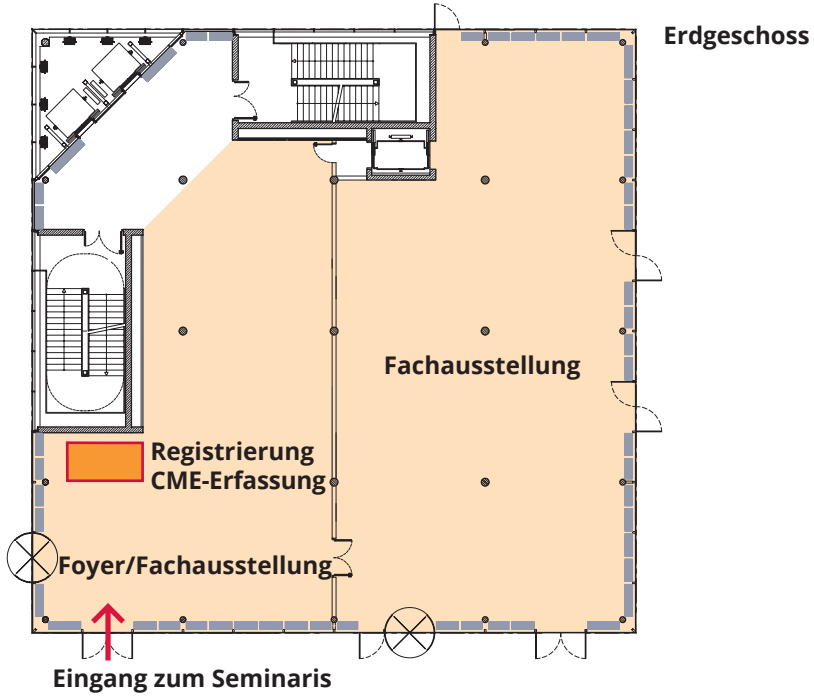 Erdgeschoss
Fachausstellung
Registrierung
CME-Erfassung
Foyer/Fachausstellung
Eingang zum Seminaris